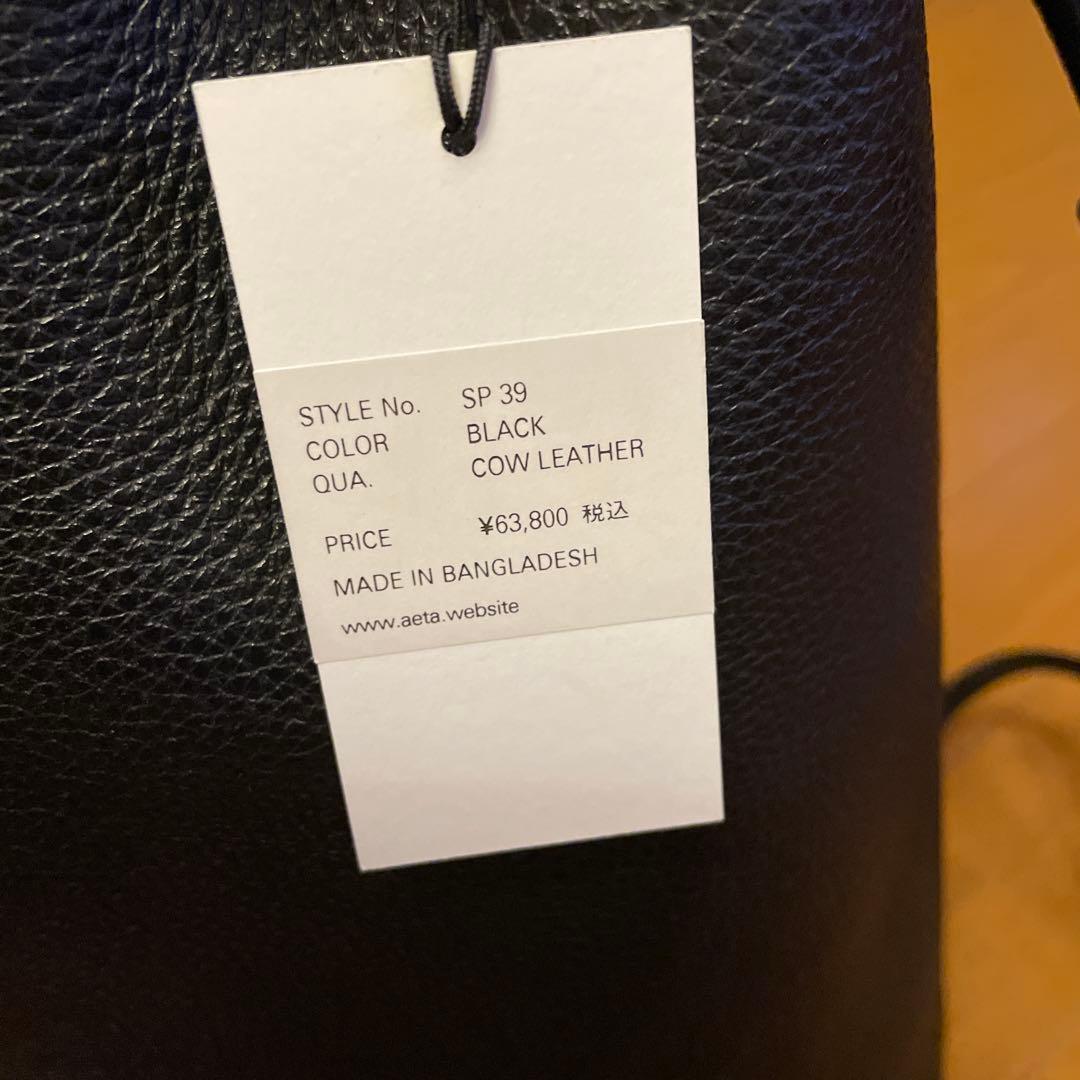 STYLE No. SP 39
COLOR BLACK
QUA. COW LEATHER
PRICE ¥63,800 税込
MADE IN BANGLADESH
www.aeta.website